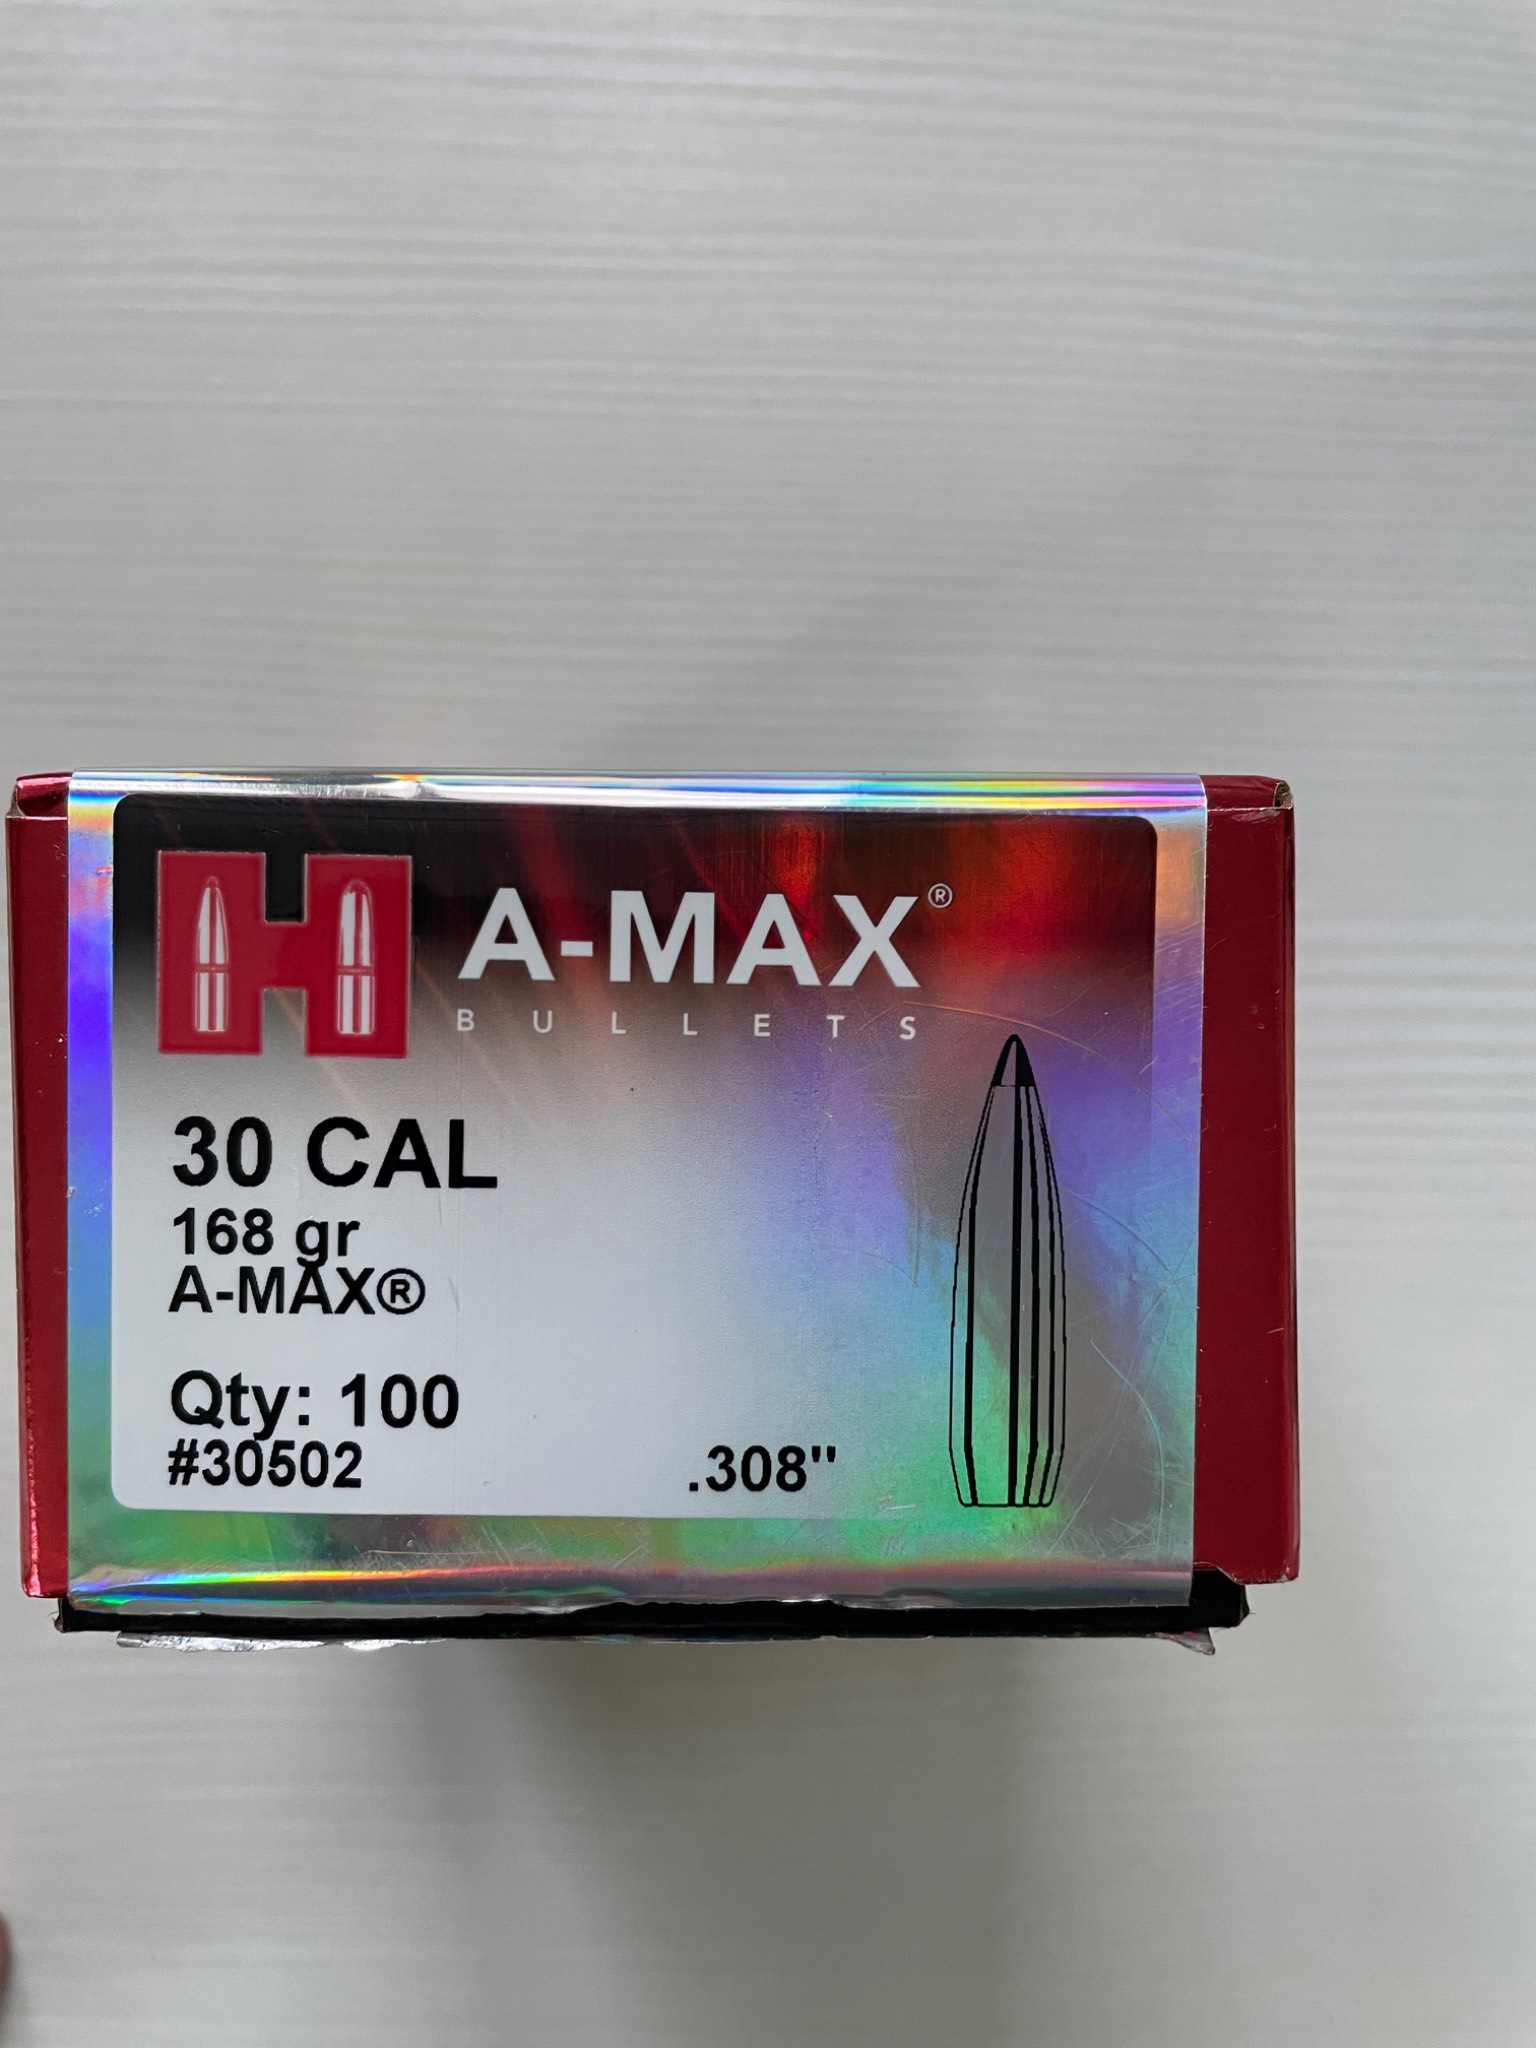 H A-MAX®
BULLETS
30 CAL
168 gr
A-MAX®
Qty: 100
#30502
.308"